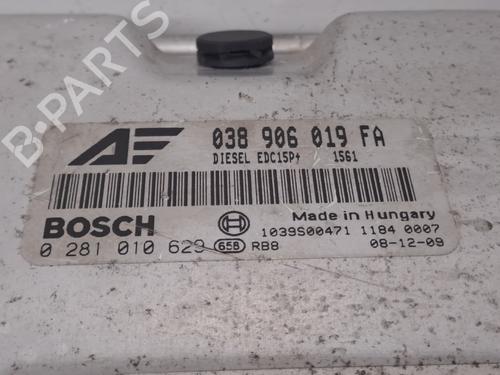 AE 038 906 019 FA
DIESEL EDC15P+ 1561
BOSCH Made in Hungary
1039S00471 1184 0007
0 281 010 629 658 RB8 08-12-09
B-Parts